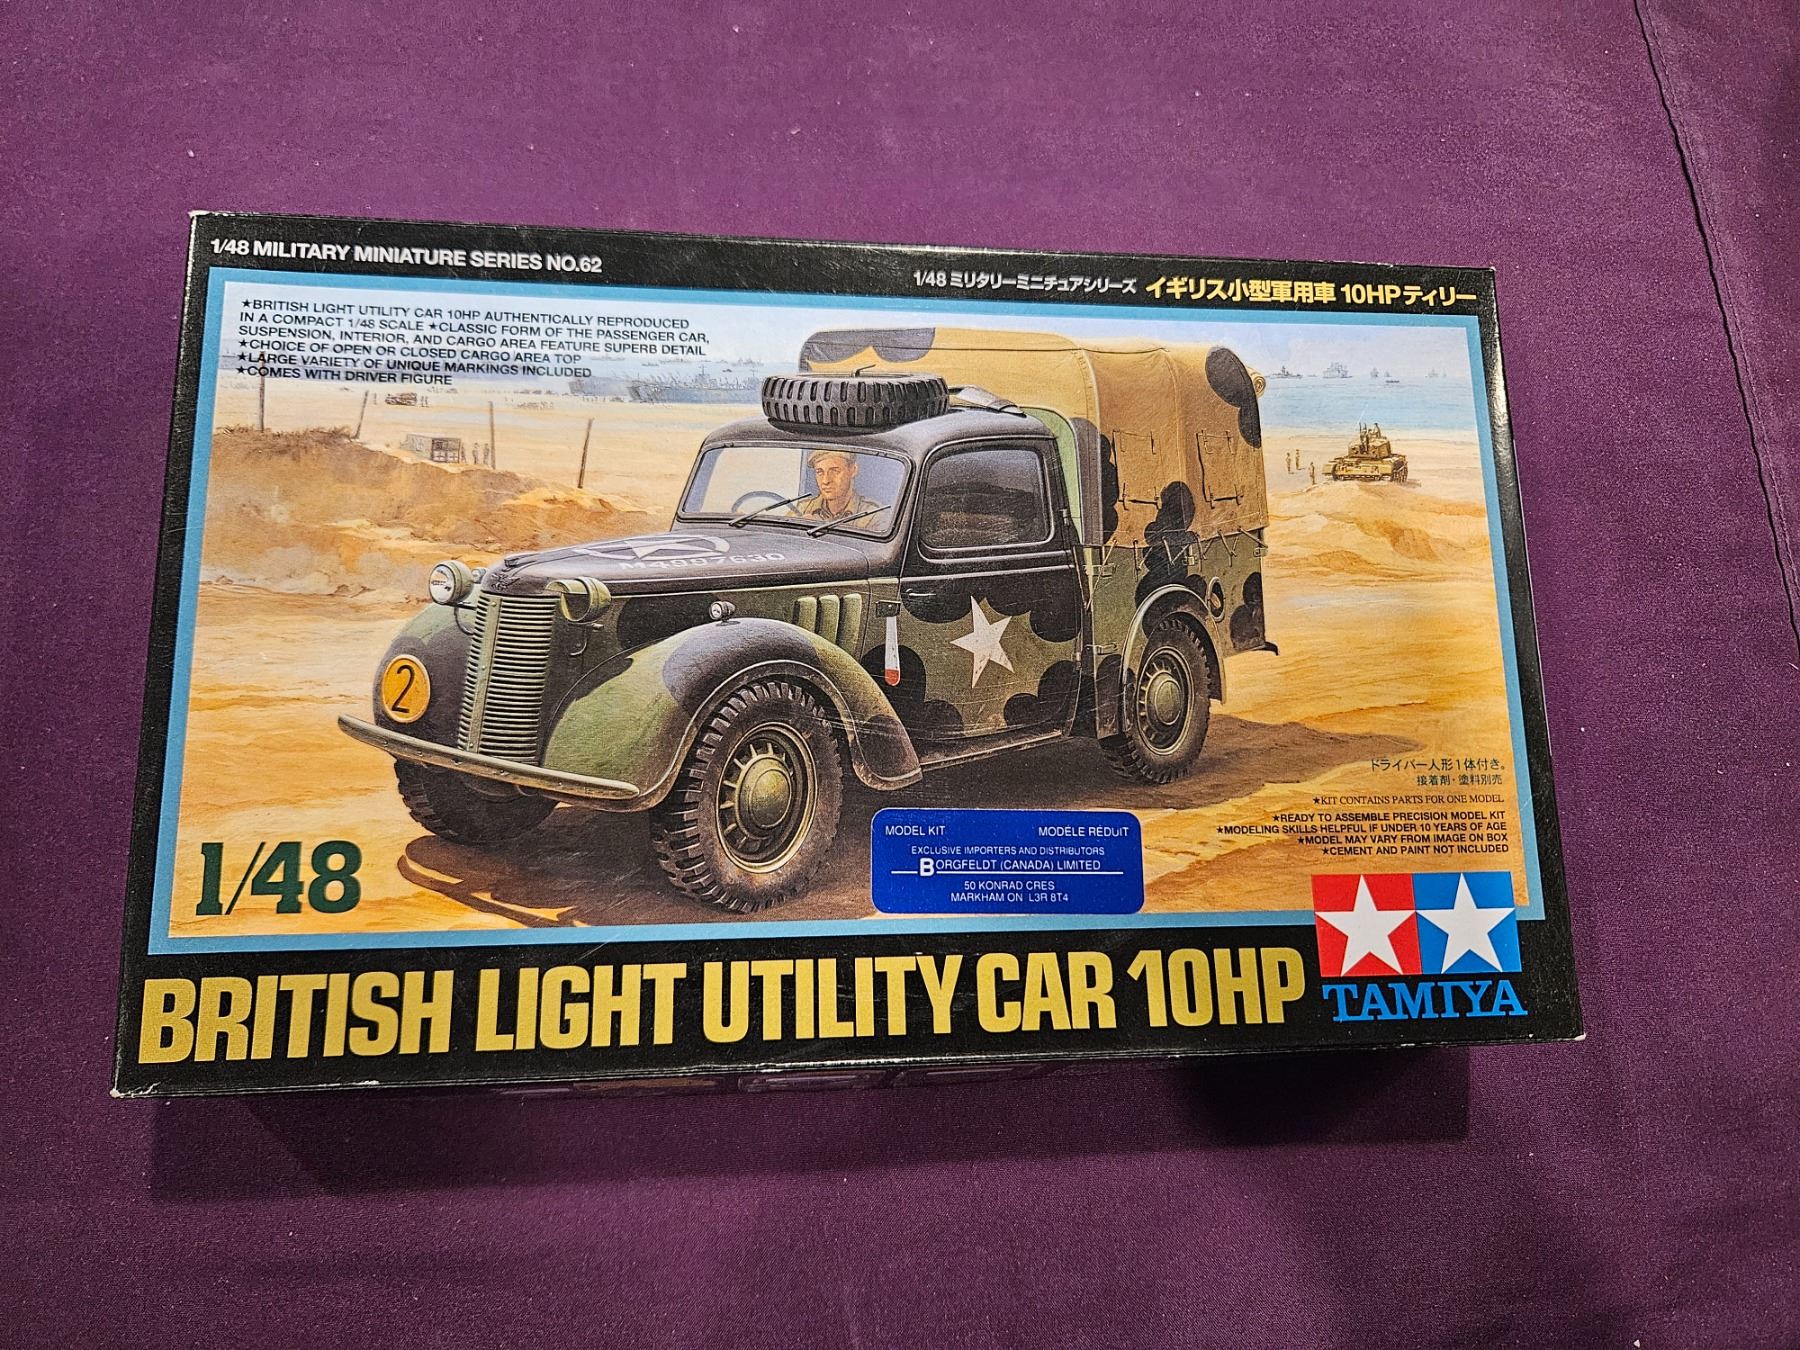 1/48 MILITARY MINIATURE SERIES NO.62
1/48 ミリタリーミニチュアシリーズ イギリス小型軍用車 10HPティリー
★BRITISH LIGHT UTILITY CAR 10HP AUTHENTICALLY REPRODUCED
IN A COMPACT 1/48 SCALE ★CLASSIC FORM OF THE PASSENGER CAR,
SUSPENSION, INTERIOR, AND CARGO AREA FEATURE SUPERB DETAIL
★CHOICE OF OPEN OR CLOSED CARGO AREA TOP
★LARGE VARIETY OF UNIQUE MARKINGS INCLUDED
★COMES WITH DRIVER FIGURE
M4997630
2
ドライバー人形1体付き。
接着剤・塗料別売
★KIT CONTAINS PARTS FOR ONE MODEL
★READY TO ASSEMBLE PRECISION MODEL KIT
★MODELING SKILLS HELPFUL IF UNDER 10 YEARS OF AGE
★MODEL MAY VARY FROM IMAGE ON BOX
★CEMENT AND PAINT NOT INCLUDED
MODEL KIT MODÈLE RÉDUIT
EXCLUSIVE IMPORTERS AND DISTRIBUTORS
BORGFELDT (CANADA) LIMITED
50 KONRAD CRES
MARKHAM ON L3R 8T4
1/48
BRITISH LIGHT UTILITY CAR 10HP
TAMIYA